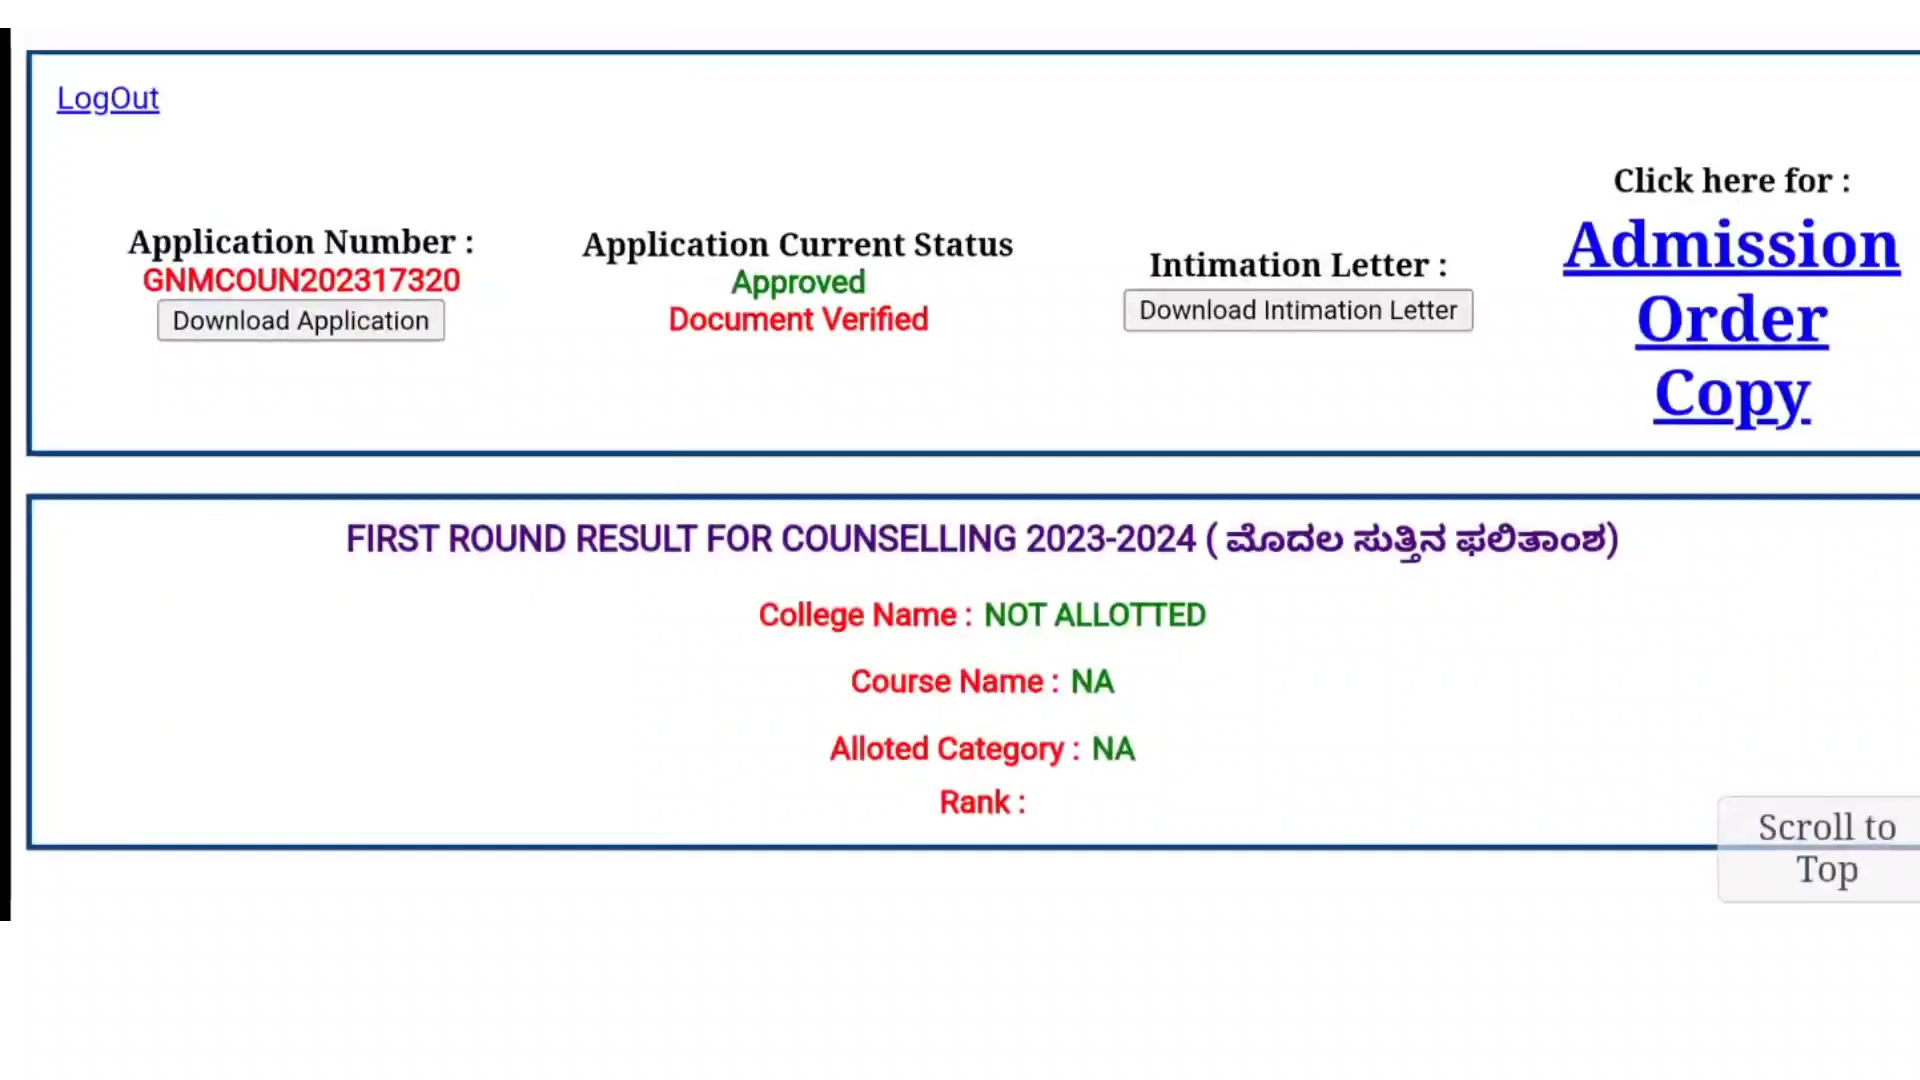 LogOut
Application Number :
GNMCOUN202317320
Download Application
Application Current Status
Approved
Document Verified
Intimation Letter :
Download Intimation Letter
Click here for :
Admission
Order
Copy
FIRST ROUND RESULT FOR COUNSELLING 2023-2024 ( ಮೊದಲ ಸುತ್ತಿನ ಫಲಿತಾಂಶ)
College Name : NOT ALLOTTED
Course Name : NA
Alloted Category : NA
Rank :
Scroll to
Top